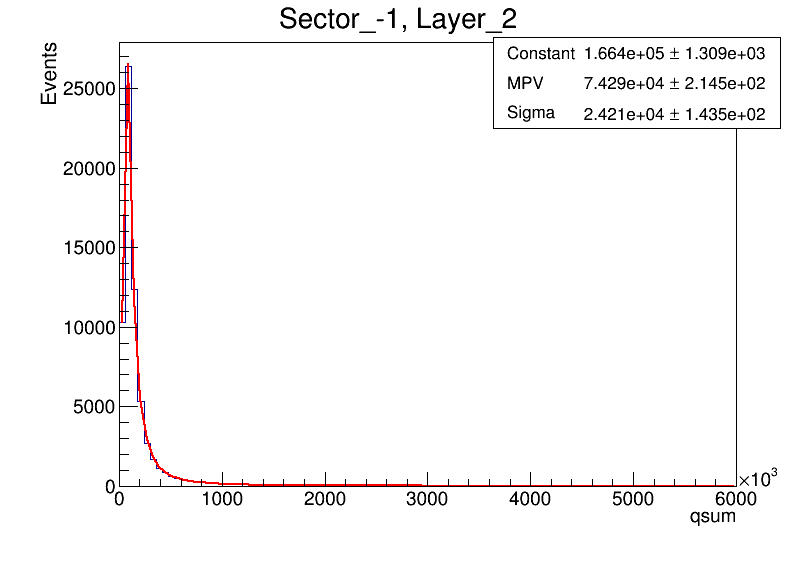 Sector_-1, Layer_2
Constant 1.664e+05 ± 1.309e+03
MPV 7.429e+04 ± 2.145e+02
Sigma 2.421e+04 ± 1.435e+02
Events
25000
20000
15000
10000
5000
0
0 1000 2000 3000 4000 5000 6000
×10³
qsum